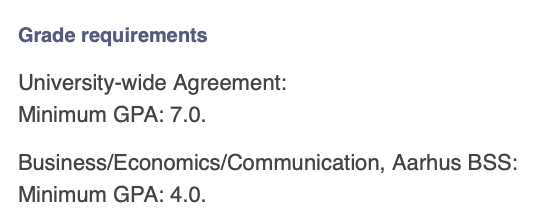 Grade requirements
University-wide Agreement:
Minimum GPA: 7.0.
Business/Economics/Communication, Aarhus BSS:
Minimum GPA: 4.0.